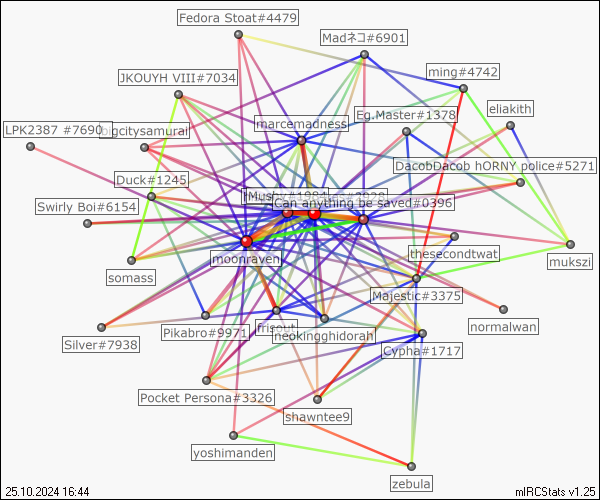 Fedora Stoat#4479
Madネコ#6901
JKOUYH VIII#7034
ming#4742
eliakith
Eg.Master#1378
marcemadness
LPK2387 #7690
bigcitysamurai
DacobDacob hORNY police#5271
Duck#1245
Can anything be saved#0396
Swirly Boi#6154
thesecondtwat
mukszi
moonraven
somass
Majestic#3375
normalwan
Pikabro#9971
frisout
neokingghidorah
Silver#7938
Cypha#1717
Pocket Persona#3326
shawntee9
yoshimanden
zebula
25.10.2024 16:44
mIRCStats v1.25